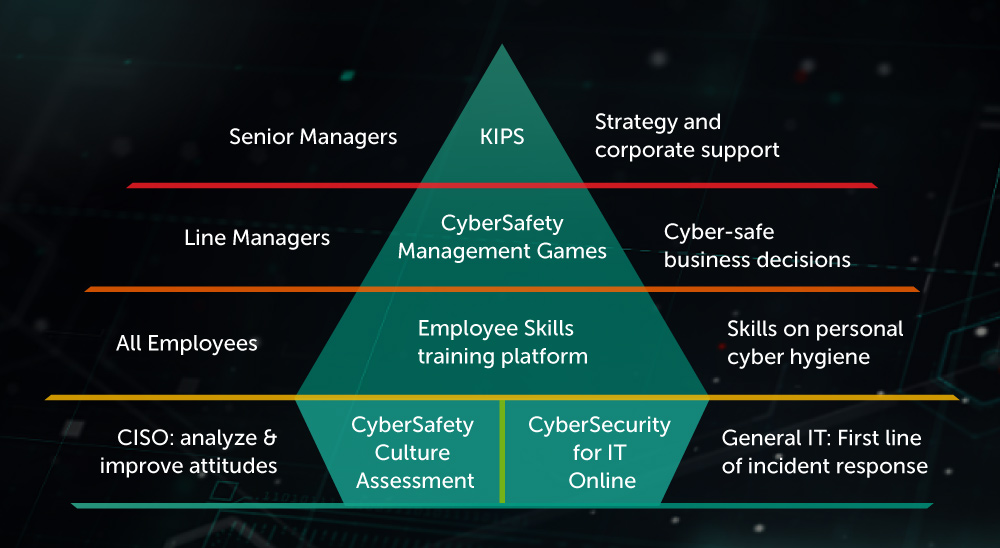 Senior Managers
KIPS
Strategy and
corporate support
Line Managers
CyberSafety
Management Games
Cyber-safe
business decisions
All Employees
Employee Skills
training platform
Skills on personal
cyber hygiene
CISO: analyze &
improve attitudes
CyberSafety
Culture
Assessment
CyberSecurity
for IT
Online
General IT: First line
of incident response